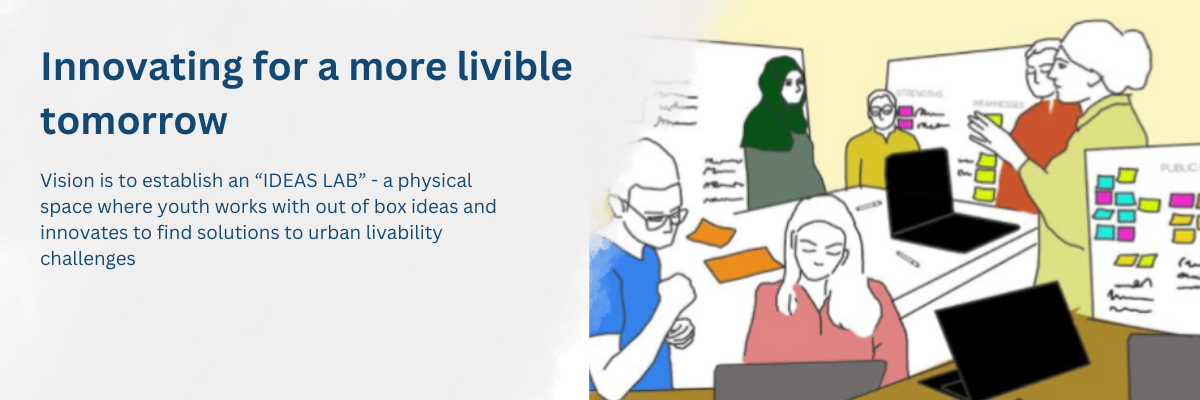 Innovating for a more livible
tomorrow
Vision is to establish an “IDEAS LAB” - a physical
space where youth works with out of box ideas and
innovates to find solutions to urban livability
challenges
STRENGTHS
WEAKNESSES
PUBLIC